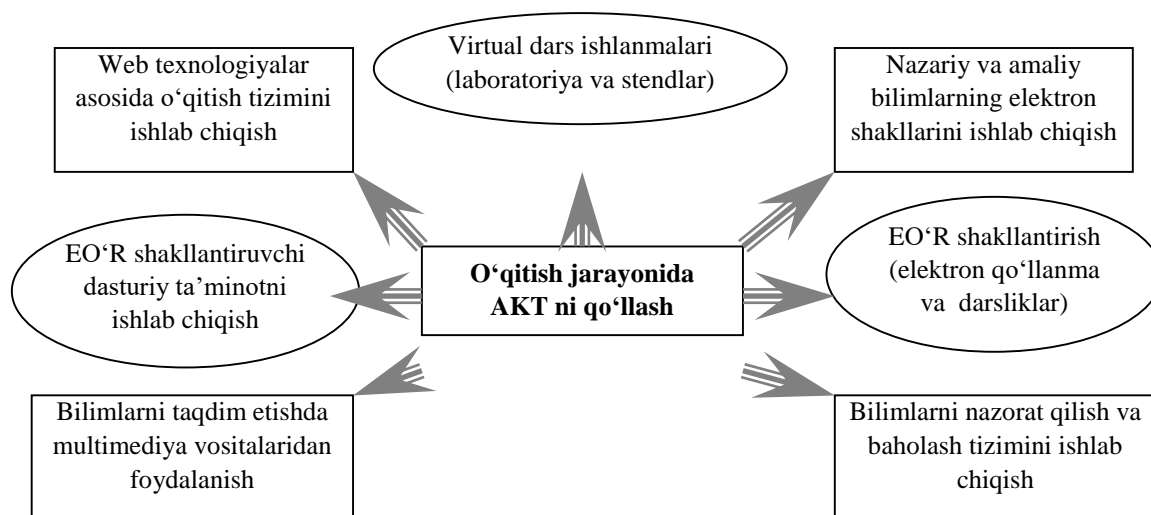 Web texnologiyalar
asosida o‘qitish tizimini
ishlab chiqish
Virtual dars ishlanmalari
(laboratoriya va stendlar)
Nazariy va amaliy
bilimlarning elektron
shakllarini ishlab chiqish
EO‘R shakllantiruvchi
dasturiy ta’minotni
ishlab chiqish
O‘qitish jarayonida
AKT ni qo‘llash
EO‘R shakllantirish
(elektron qo‘llanma
va darsliklar)
Bilimlarni taqdim etishda
multimediya vositalaridan
foydalanish
Bilimlarni nazorat qilish va
baholash tizimini ishlab
chiqish